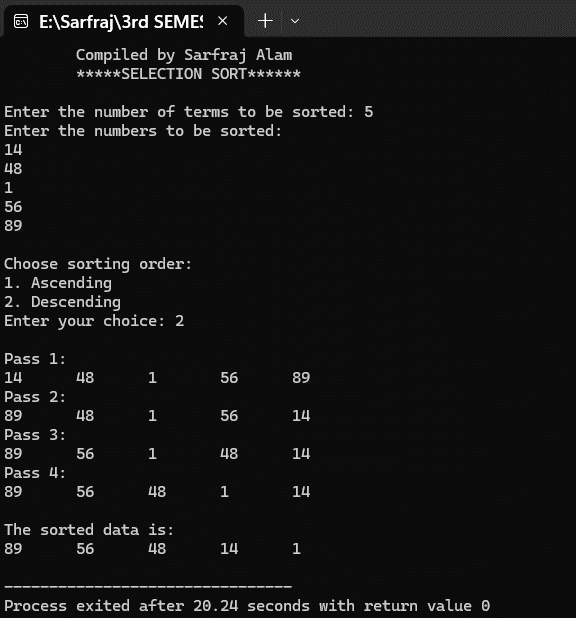 E:\Sarfraj\3rd SEMES
Compiled by Sarfraj Alam
*****SELECTION SORT******
Enter the number of terms to be sorted: 5
Enter the numbers to be sorted:
14
48
1
56
89
Choose sorting order:
1. Ascending
2. Descending
Enter your choice: 2
Pass 1:
14 48 1 56 89
Pass 2:
89 48 1 56 14
Pass 3:
89 56 1 48 14
Pass 4:
89 56 48 1 14
The sorted data is:
89 56 48 14 1
--------------------------------
Process exited after 20.24 seconds with return value 0